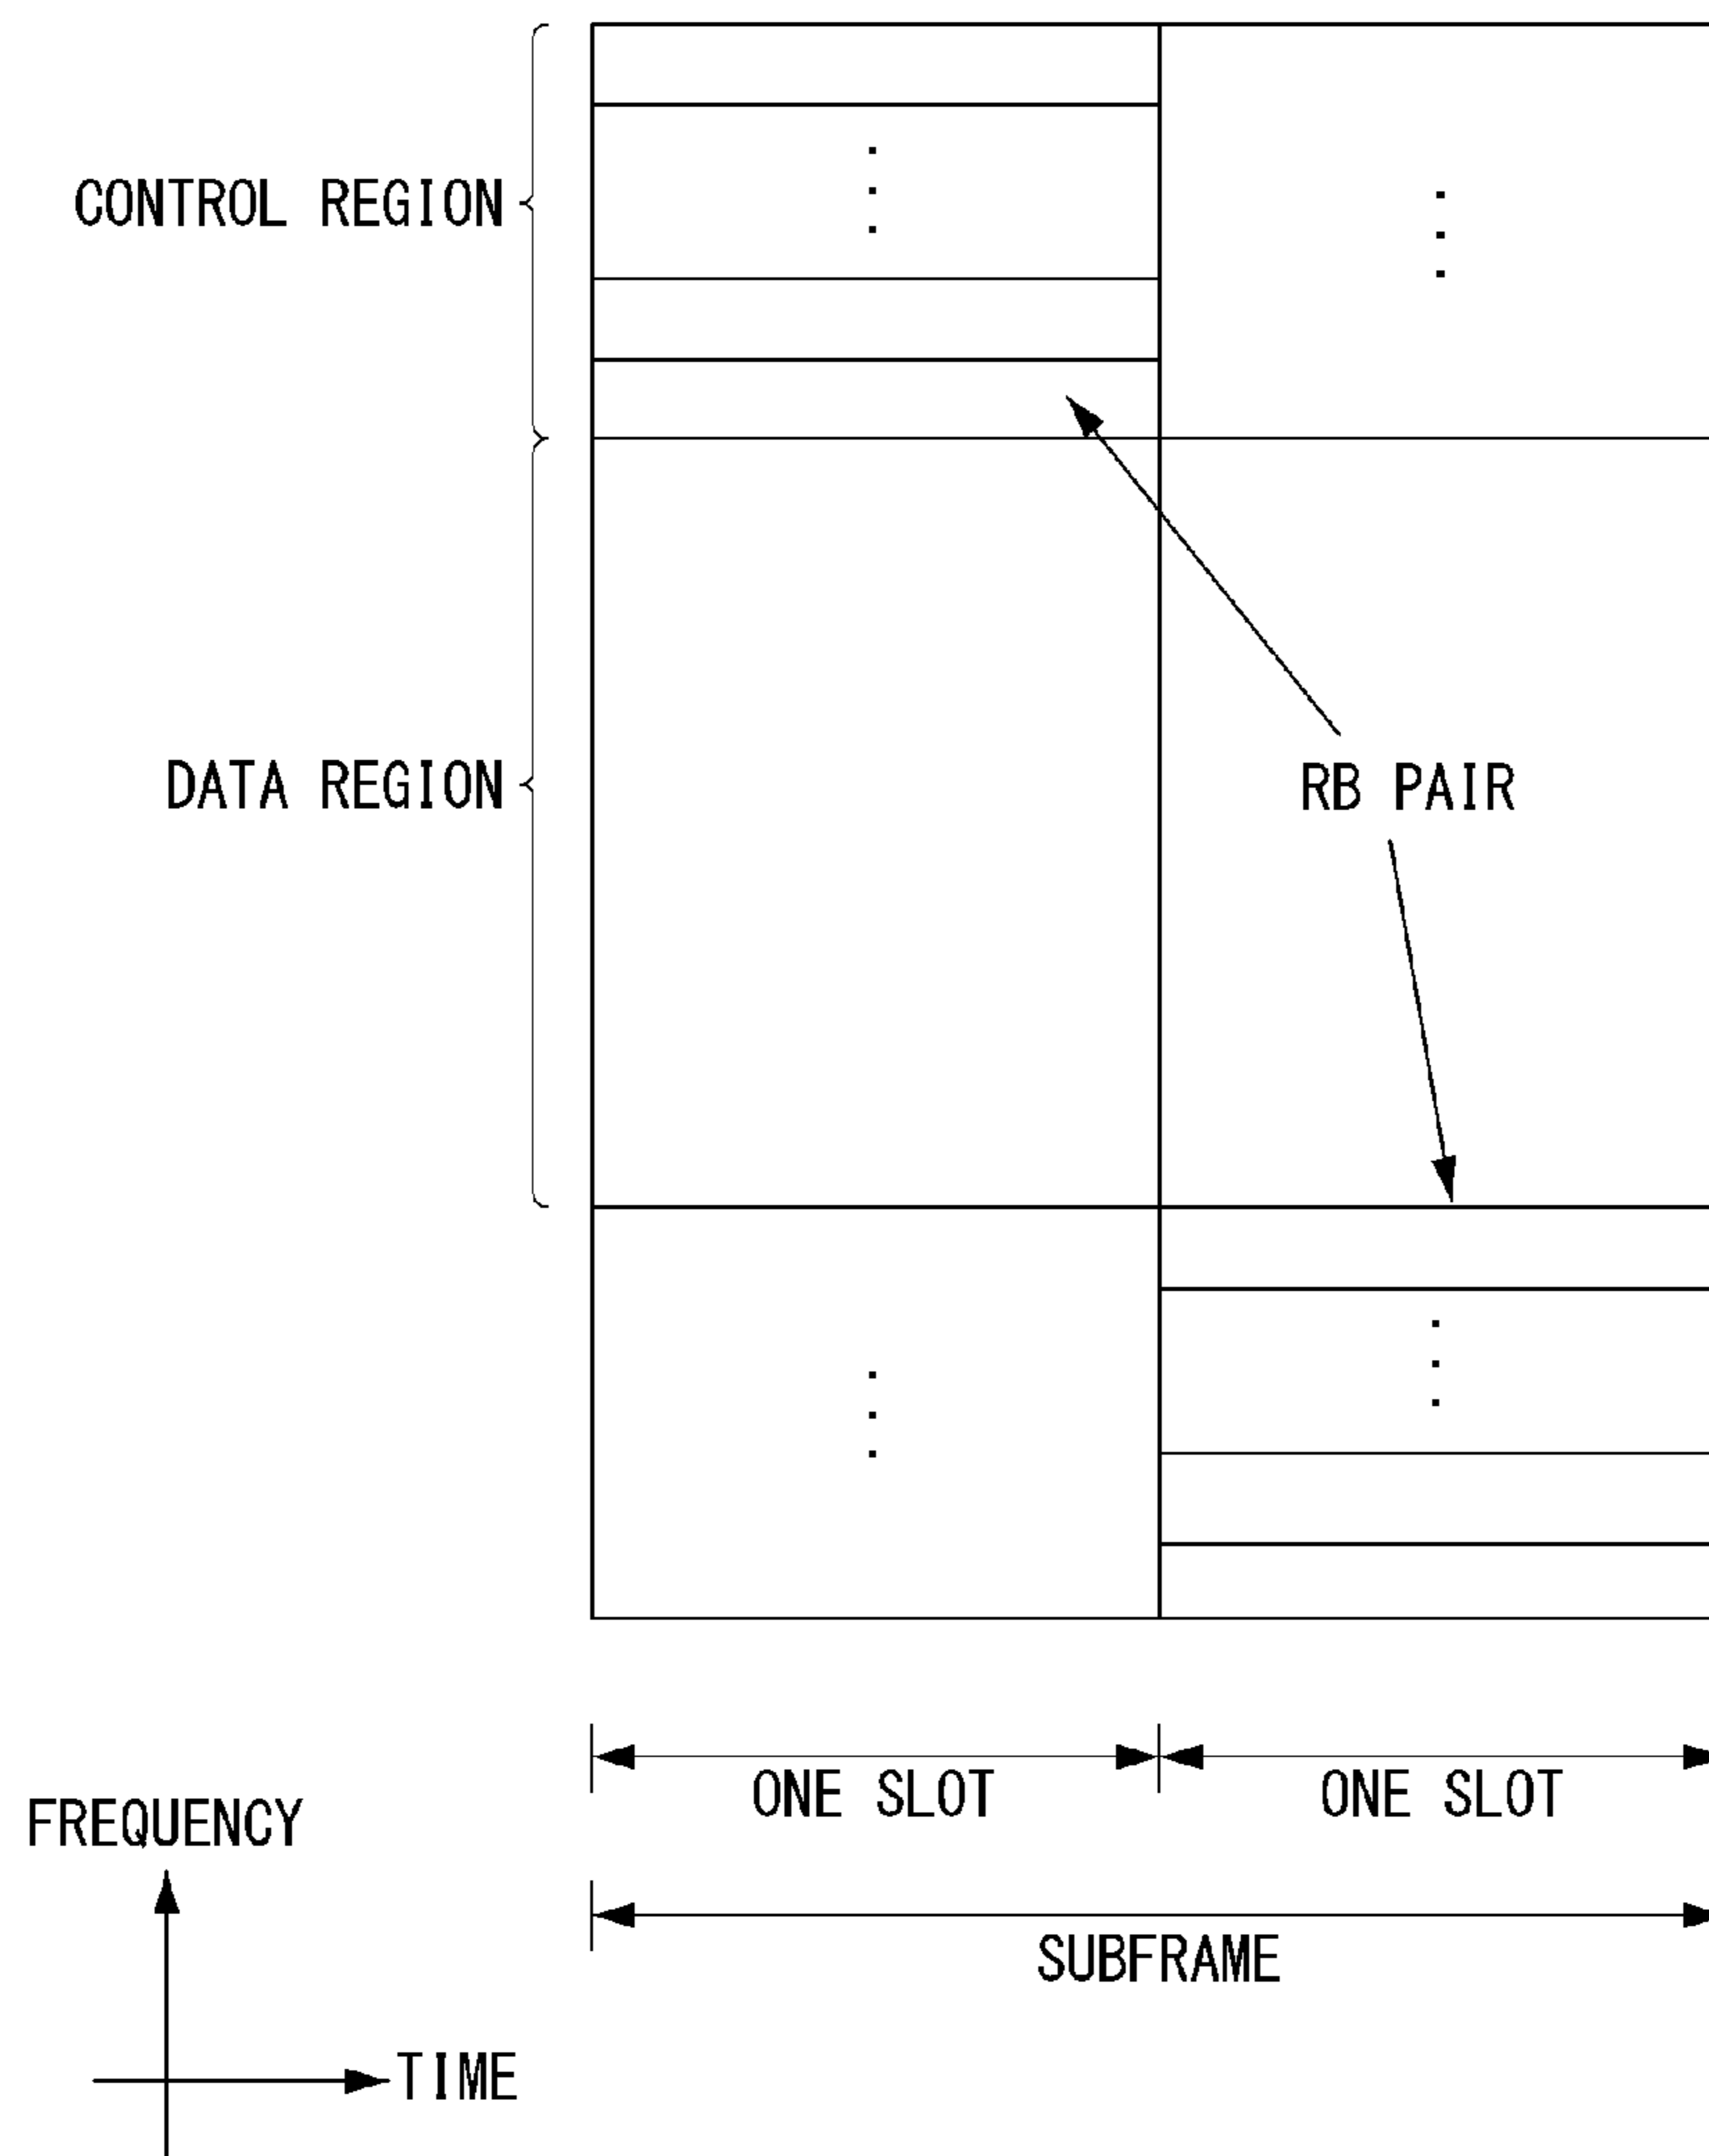 CONTROL REGION
DATA REGION
RB PAIR
ONE SLOT
ONE SLOT
FREQUENCY
SUBFRAME
TIME